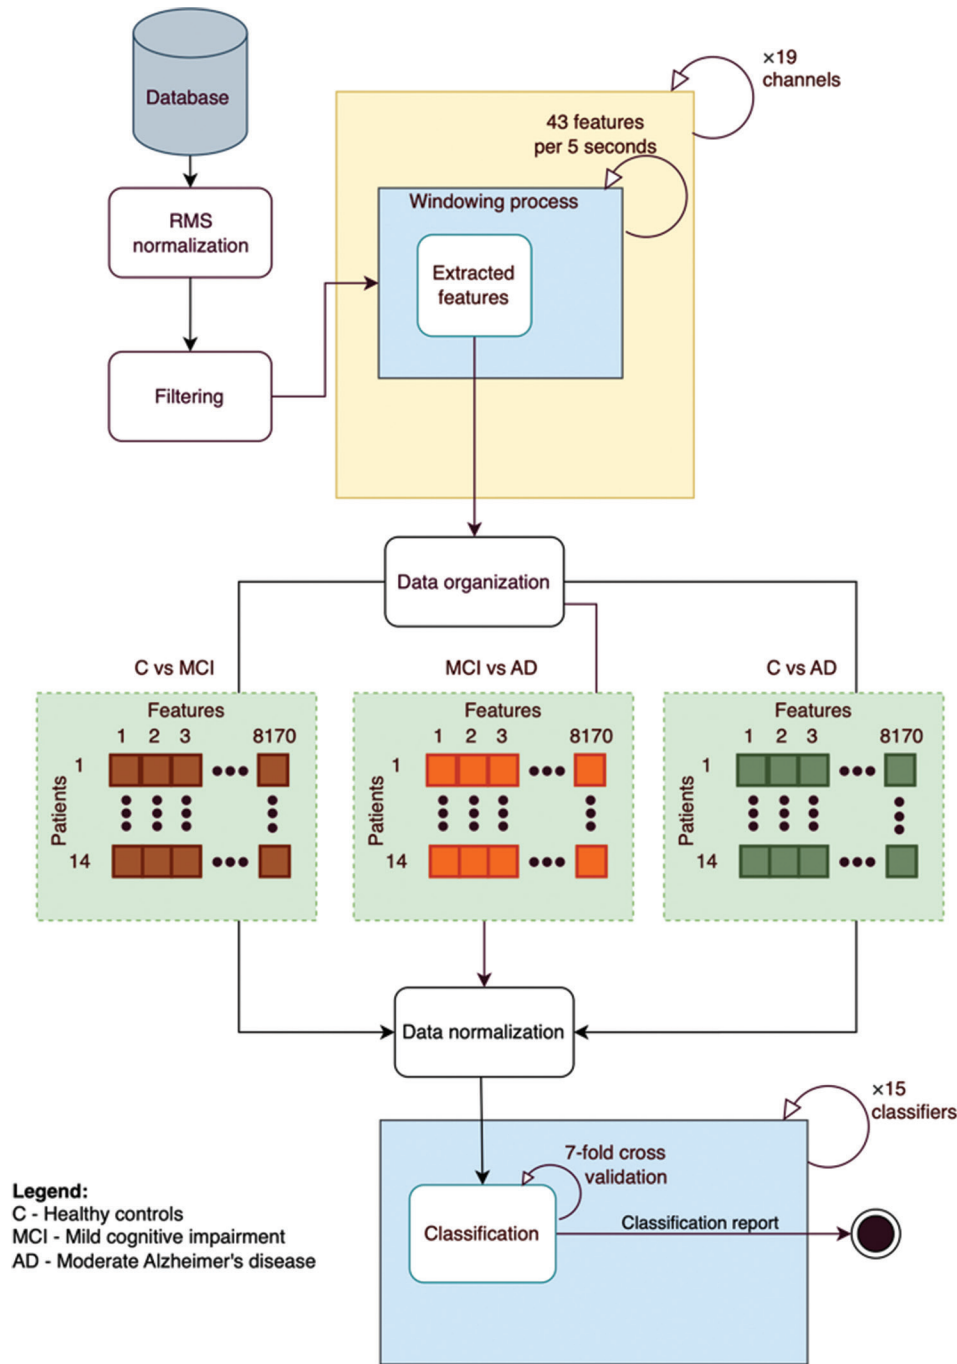 Database
×19
channels
43 features
per 5 seconds
Windowing process
RMS
normalization
Extracted
features
Filtering
Data organization
C vs MCI
MCI vs AD
C vs AD
Features
1 2 3 8170
Patients
1
14
Features
1 2 3 8170
Patients
1
14
Features
1 2 3 8170
Patients
1
14
Data normalization
×15
classifiers
7-fold cross
validation
Classification
Classification report
Legend:
C - Healthy controls
MCI - Mild cognitive impairment
AD - Moderate Alzheimer's disease